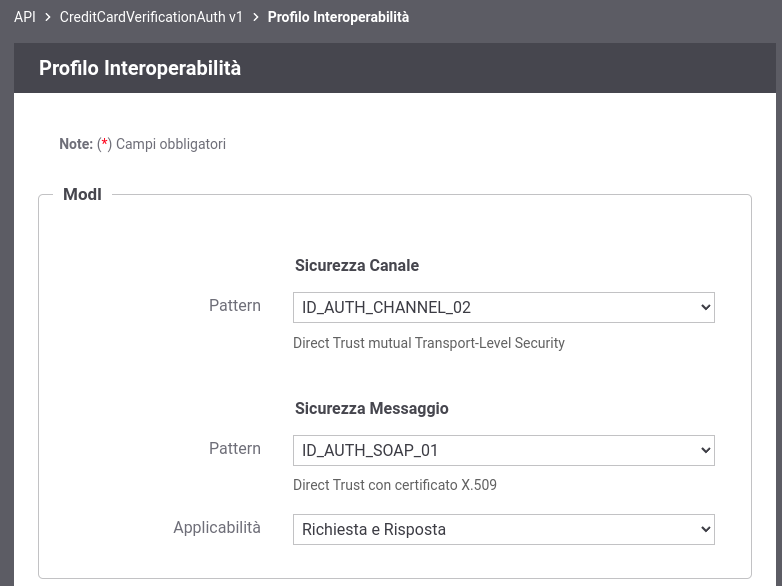 API > CreditCardVerificationAuth v1 > Profilo Interoperabilità
Profilo Interoperabilità
Note: (*) Campi obbligatori
ModI
Sicurezza Canale
Pattern ID_AUTH_CHANNEL_02
Direct Trust mutual Transport-Level Security
Sicurezza Messaggio
Pattern ID_AUTH_SOAP_01
Direct Trust con certificato X.509
Applicabilità Richiesta e Risposta